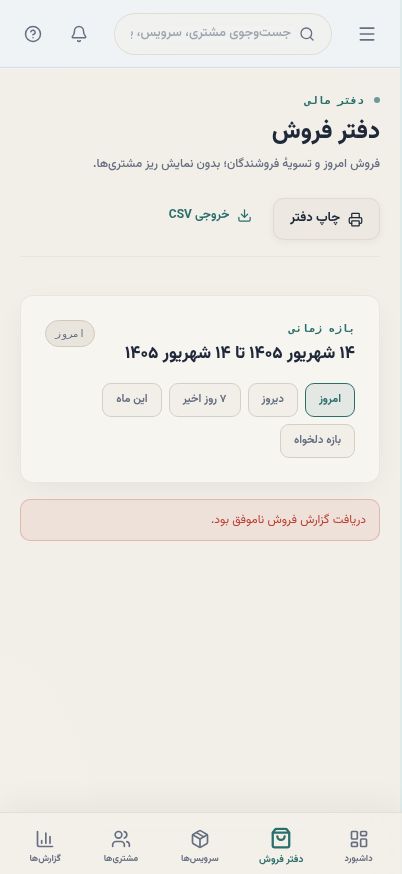 جست‌وجوی مشتری، سرویس، ی
دفتر مالی
دفتر فروش
فروش امروز و تسویهٔ فروشندگان؛ بدون نمایش ریز مشتری‌ها.
چاپ دفتر
خروجی CSV
بازه زمانی
امروز
۱۴ شهریور ۱۴۰۵ تا ۱۴ شهریور ۱۴۰۵
امروز
دیروز
۷ روز اخیر
این ماه
بازه دلخواه
دریافت گزارش فروش ناموفق بود.
داشبورد
دفتر فروش
سرویس‌ها
مشتری‌ها
گزارش‌ها